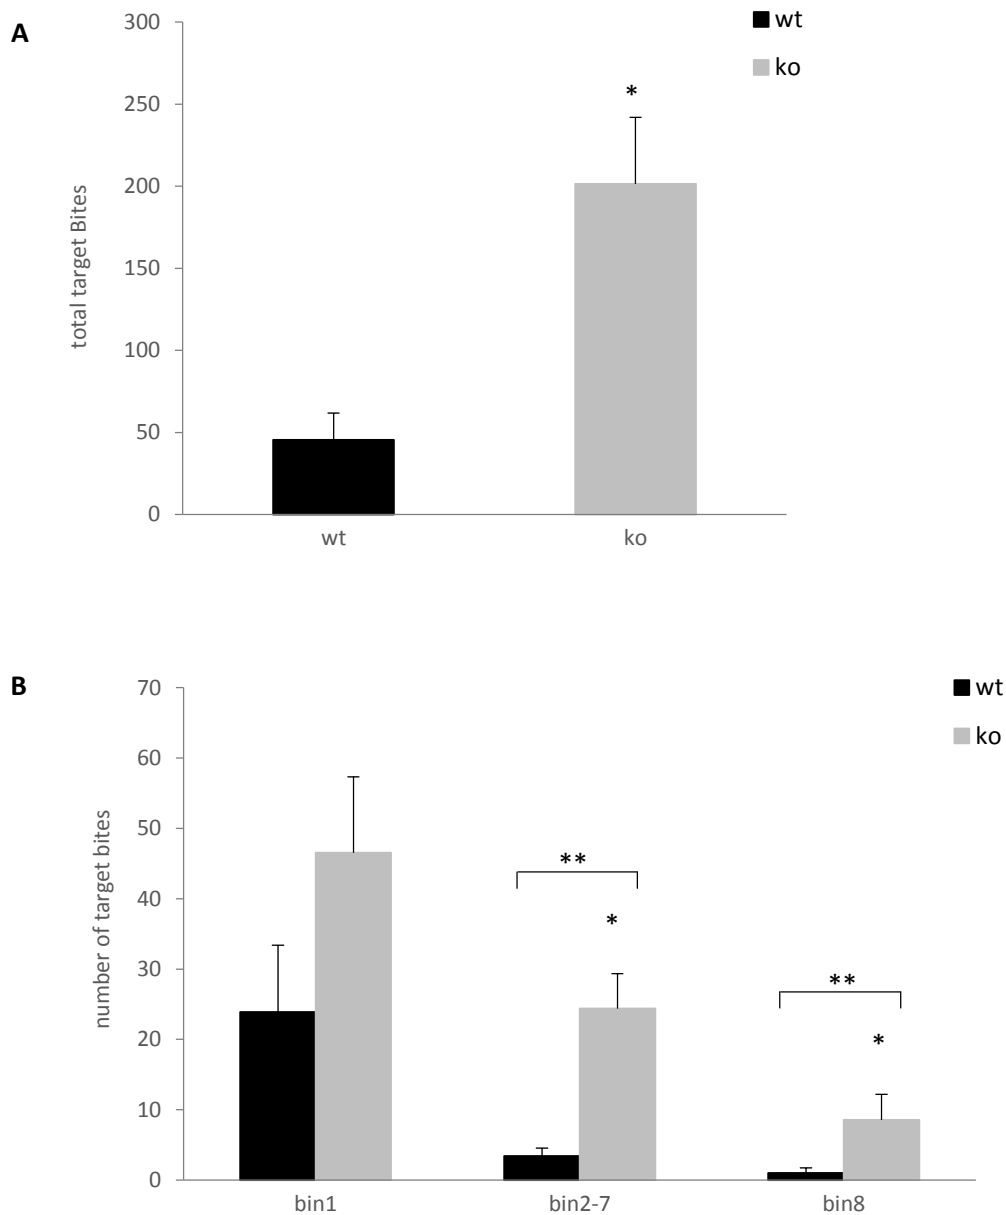 A
wt
ko
300
250
200
150
100
50
0
total target Bites
*
wt
ko
B
wt
ko
70
60
50
40
30
20
10
0
number of target bites
**
*
**
*
bin1
bin2-7
bin8